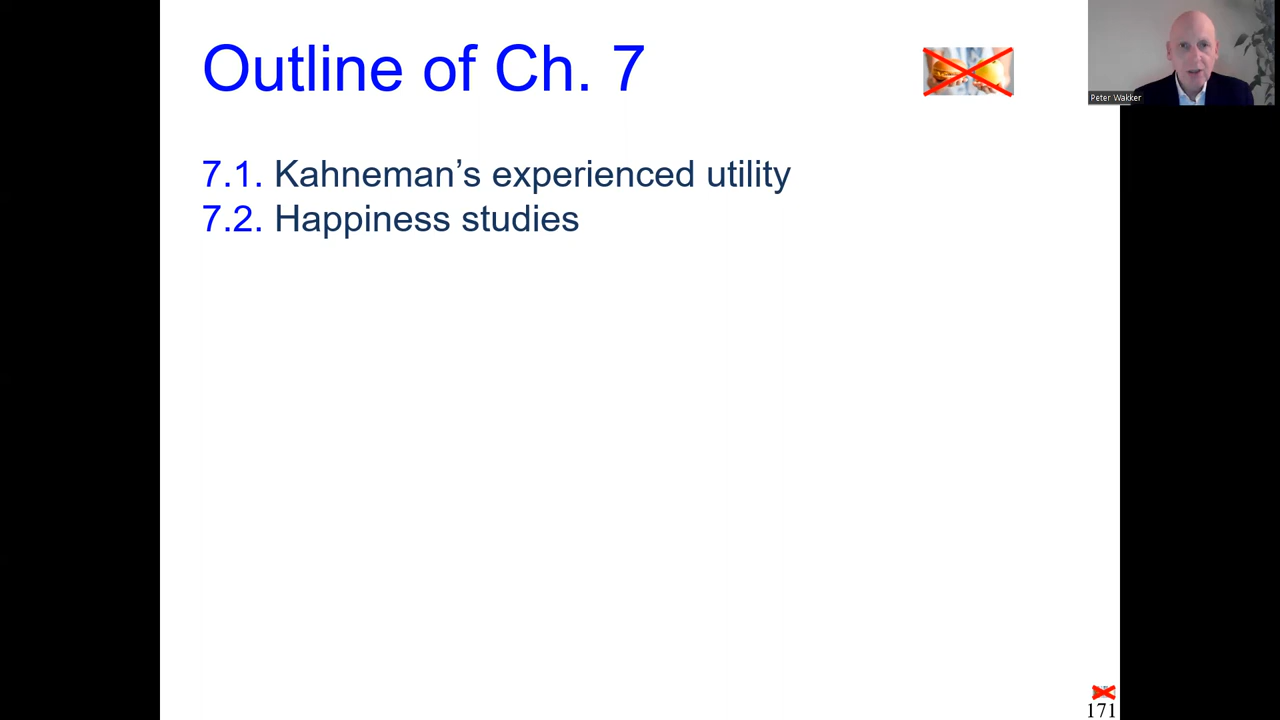 Outline of Ch. 7
Peter Wakker
7.1. Kahneman’s experienced utility
7.2. Happiness studies
171